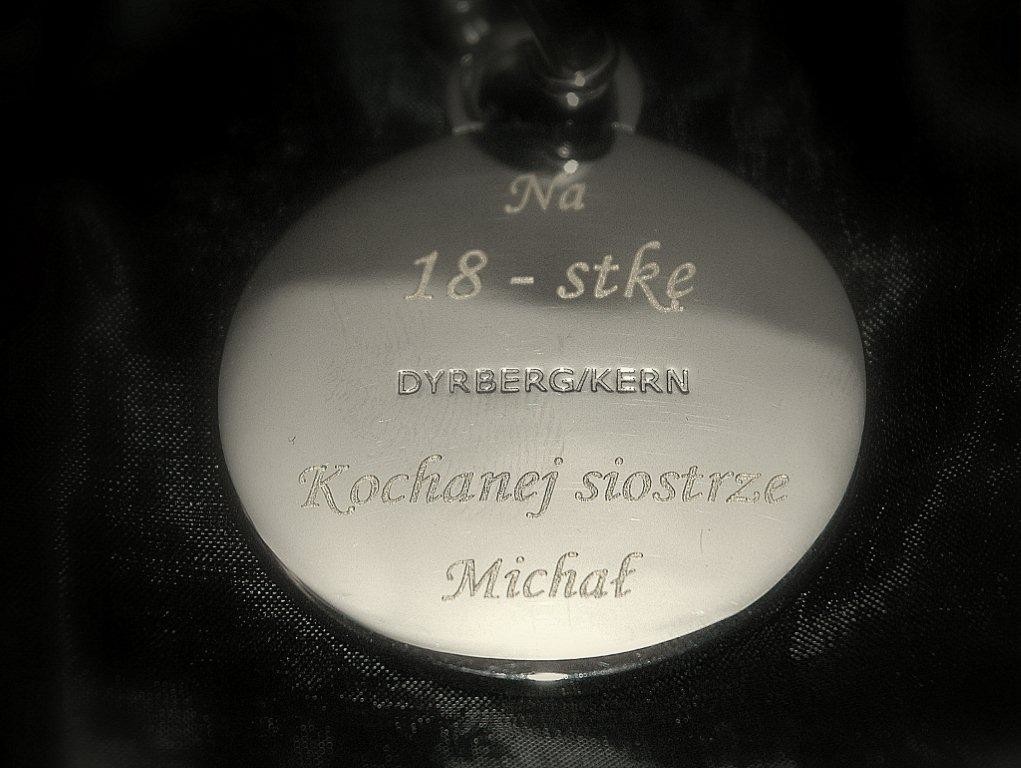 Na
18 - stkę
DYRBERG/KERN
Kochanej siostrze
Michał